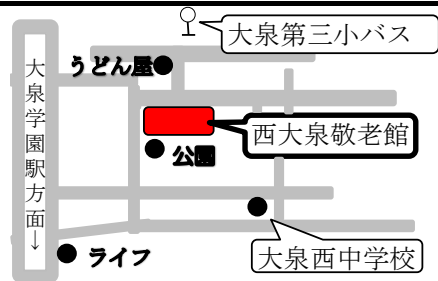 大泉第三小バス
うどん屋
大泉学園駅方面↓
西大泉敬老館
公園
大泉西中学校
ライフ